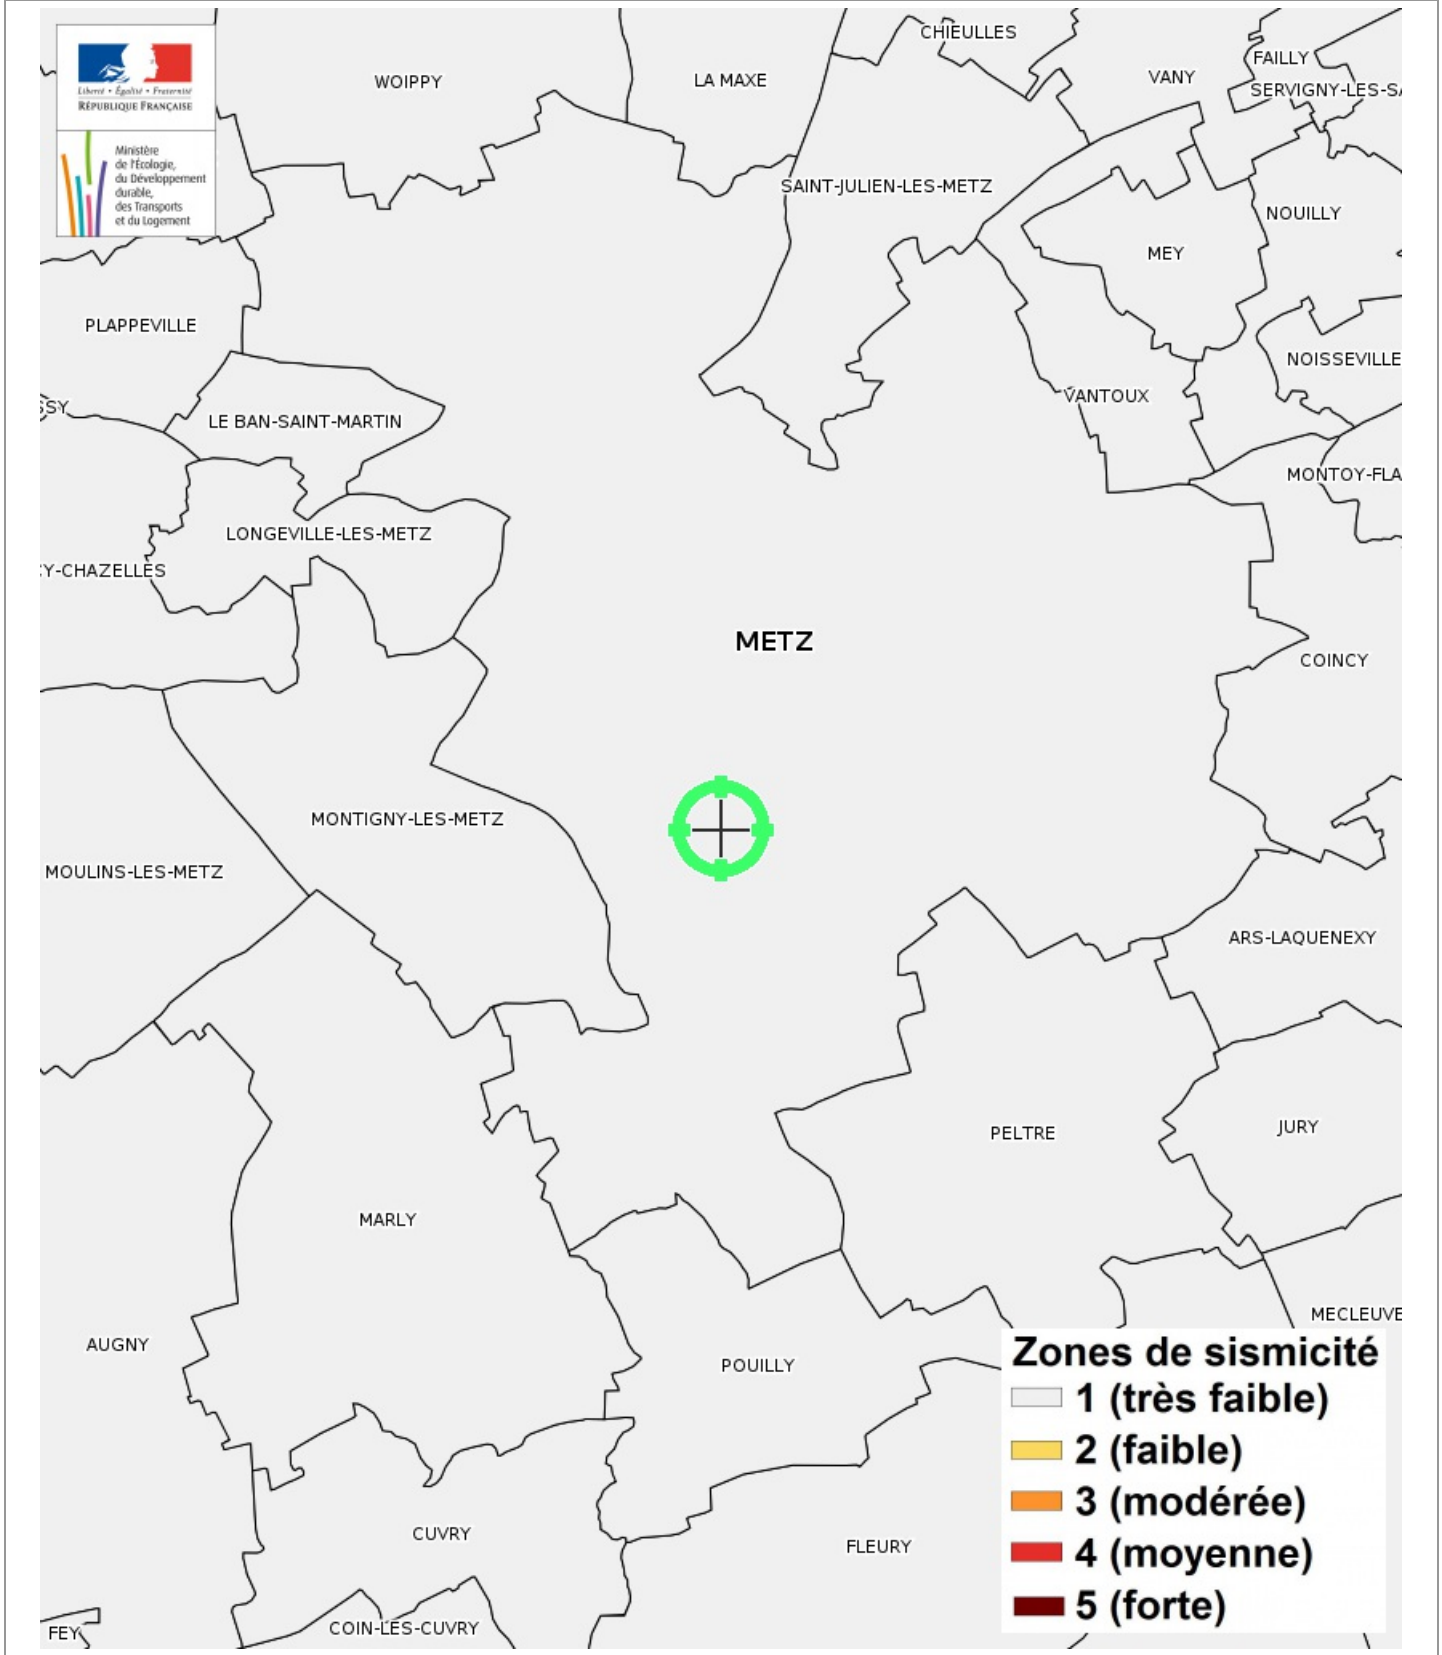 CHIEULLES
FAILLY
WOIPPY
LA MAXE
VANY
SERVIGNY-LES-SA
Liberté • Égalité • Fraternité
RÉPUBLIQUE FRANÇAISE
Ministère
de l'Écologie,
du Développement
durable,
des Transports
et du Logement
SAINT-JULIEN-LES-METZ
NOUILLY
MEY
PLAPPEVILLE
NOISSEVILLE
VANTOUX
SSY
LE BAN-SAINT-MARTIN
MONTOY-FLA
LONGEVILLE-LES-METZ
CY-CHAZELLES
METZ
COINCY
MONTIGNY-LES-METZ
MOULINS-LES-METZ
ARS-LAQUENEXY
JURY
PELTRE
MARLY
MECLEUVE
AUGNY
POUILLY
Zones de sismicité
1 (très faible)
2 (faible)
3 (modérée)
4 (moyenne)
5 (forte)
CUVRY
FLEURY
COIN-LES-CUVRY
FEY